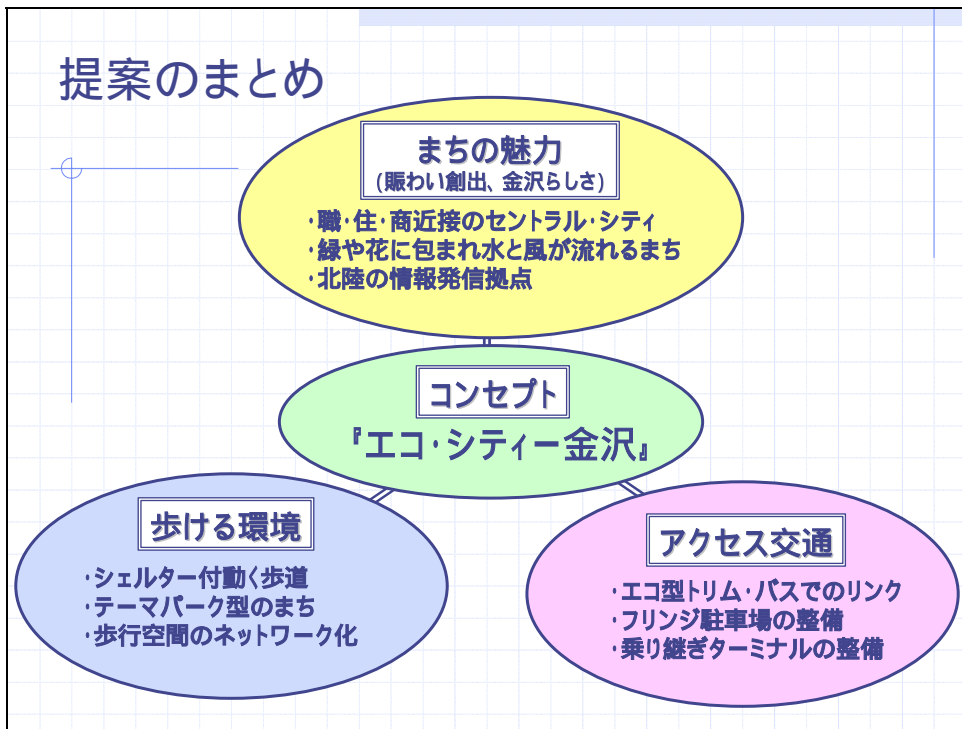 提案のまとめ
まちの魅力
(賑わい創出、金沢らしさ)
・職・住・商近接のセントラル・シティ
・緑や花に包まれ水と風が流れるまち
・北陸の情報発信拠点
コンセプト
『エコ・シティー金沢』
歩ける環境
・シェルター付動く歩道
・テーマパーク型のまち
・歩行空間のネットワーク化
アクセス交通
・エコ型トリム・バスでのリンク
・フリンジ駐車場の整備
・乗り継ぎターミナルの整備